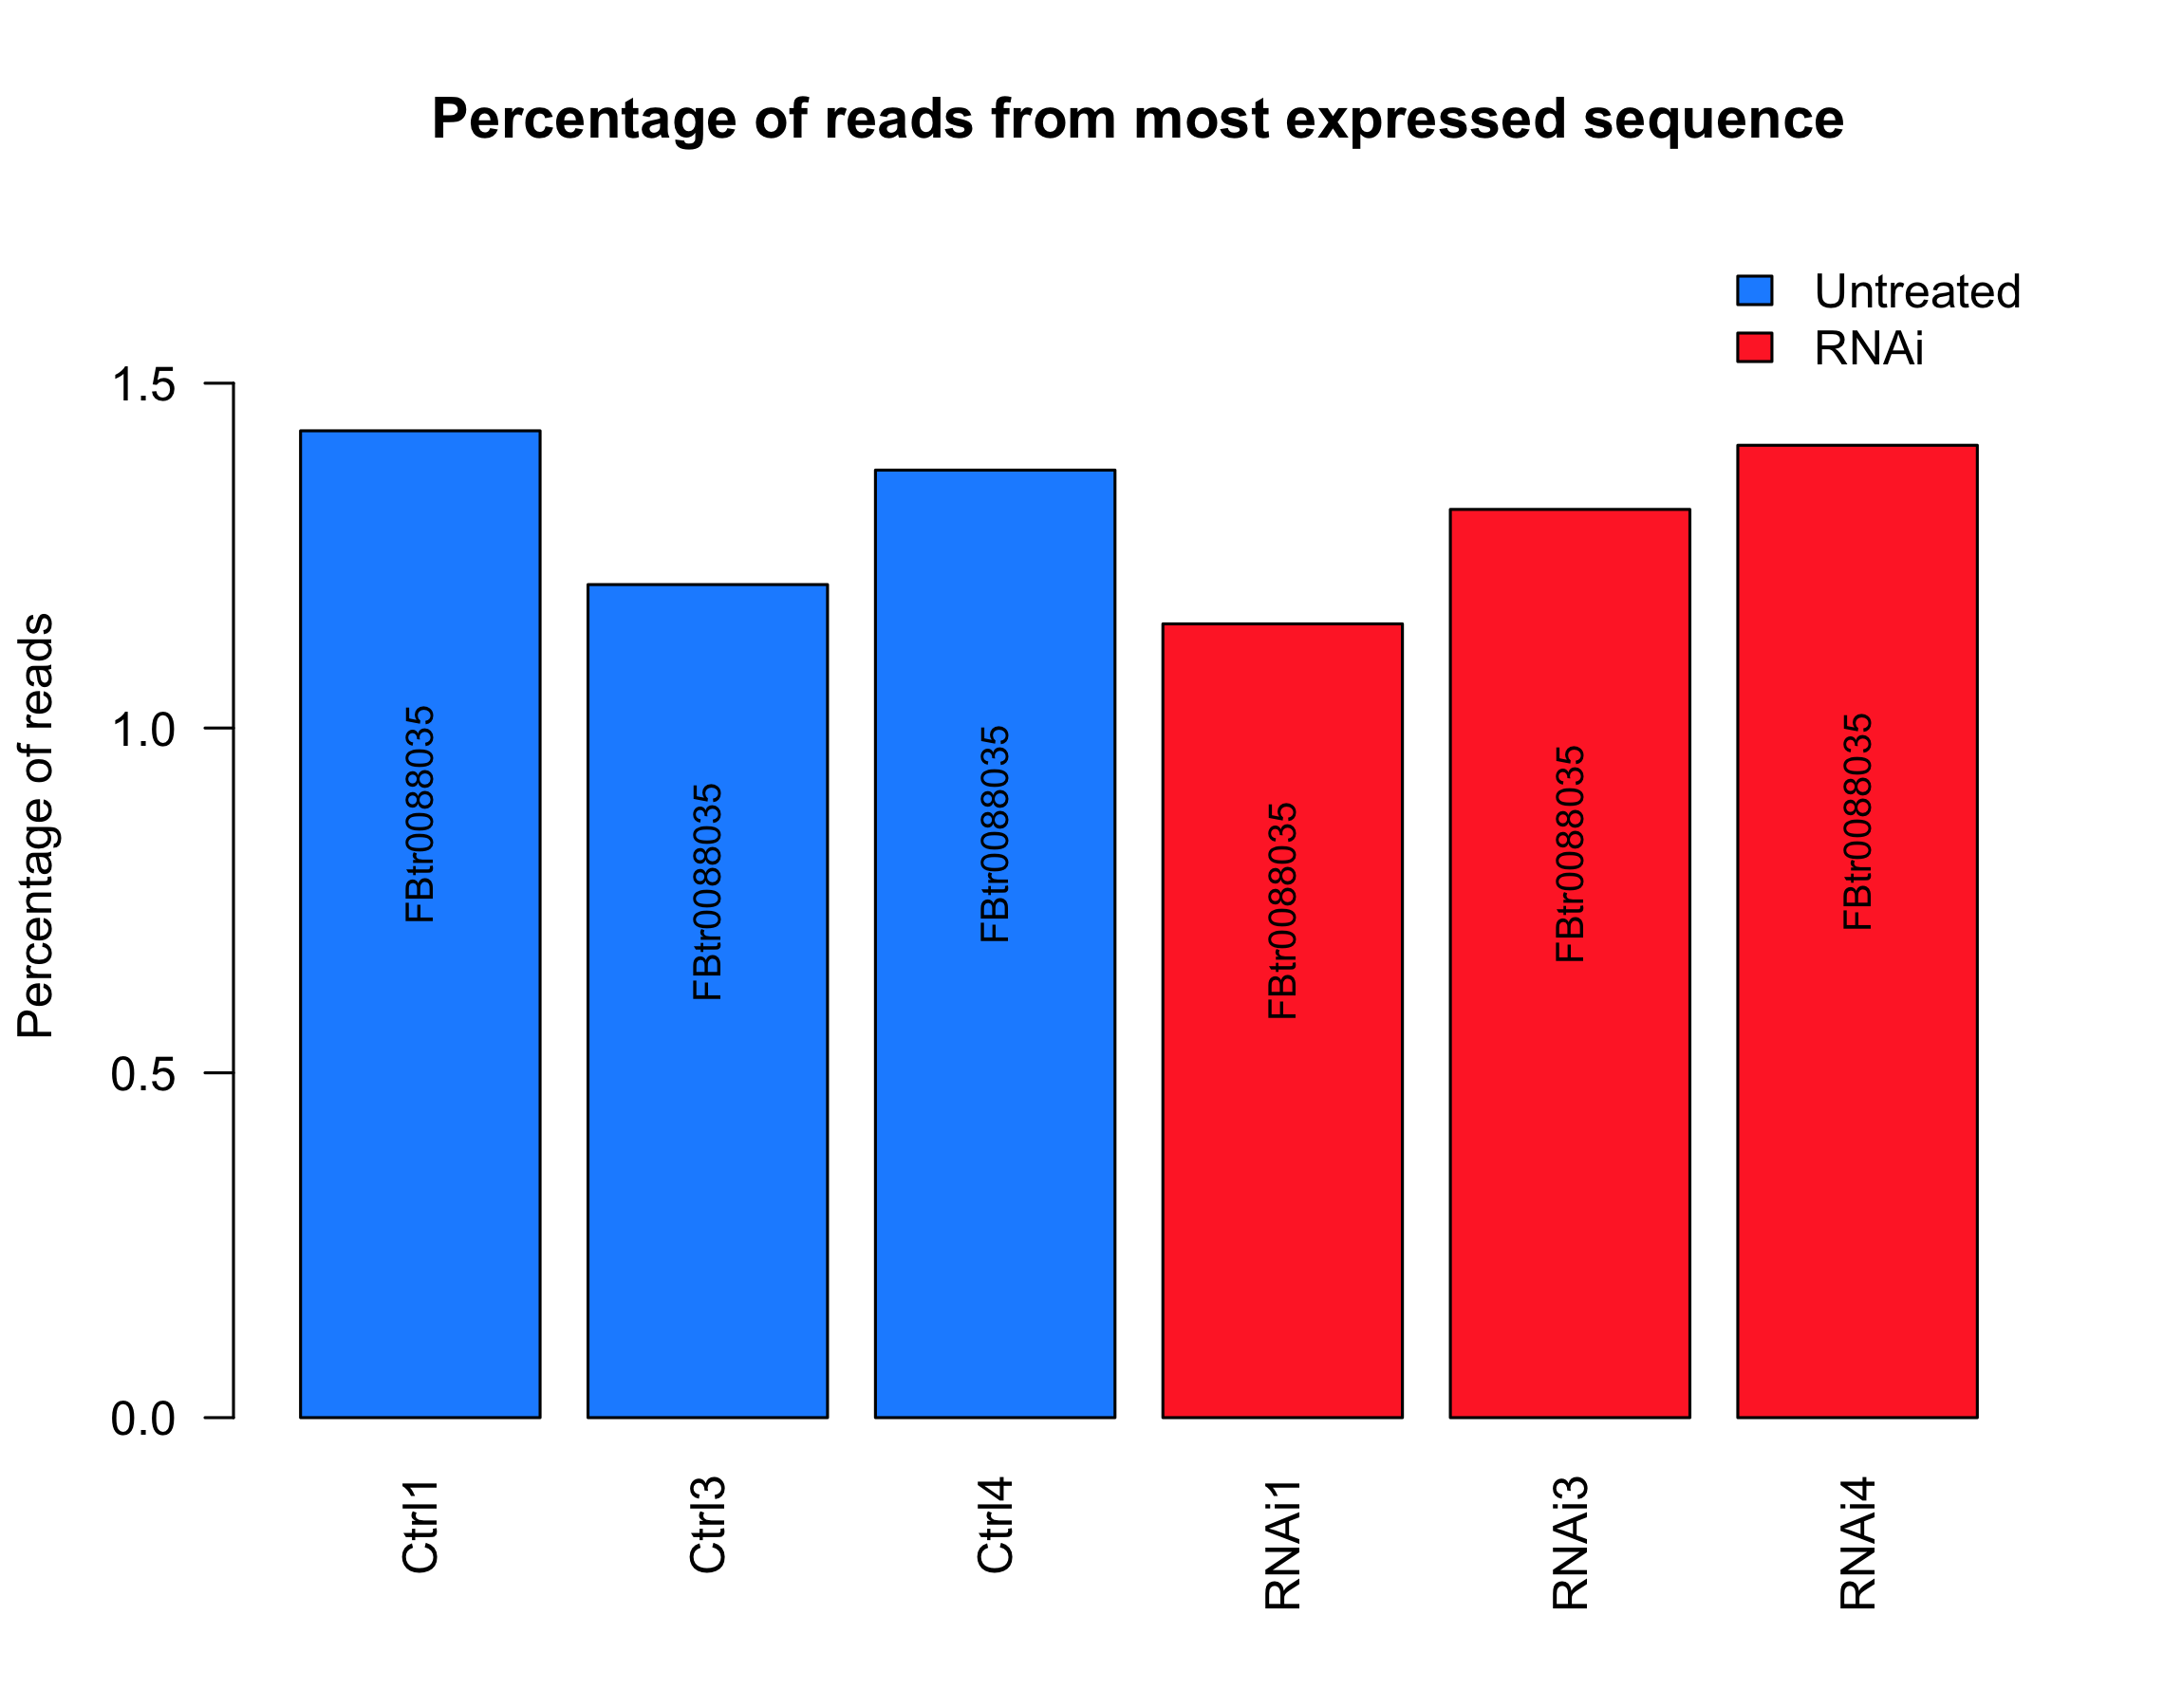 Percentage of reads from most expressed sequence
Untreated
RNAi
Percentage of reads
1.5
1.0
0.5
0.0
FBtr0088035
FBtr0088035
FBtr0088035
FBtr0088035
FBtr0088035
FBtr0088035
Ctrl1
Ctrl3
Ctrl4
RNAi1
RNAi3
RNAi4